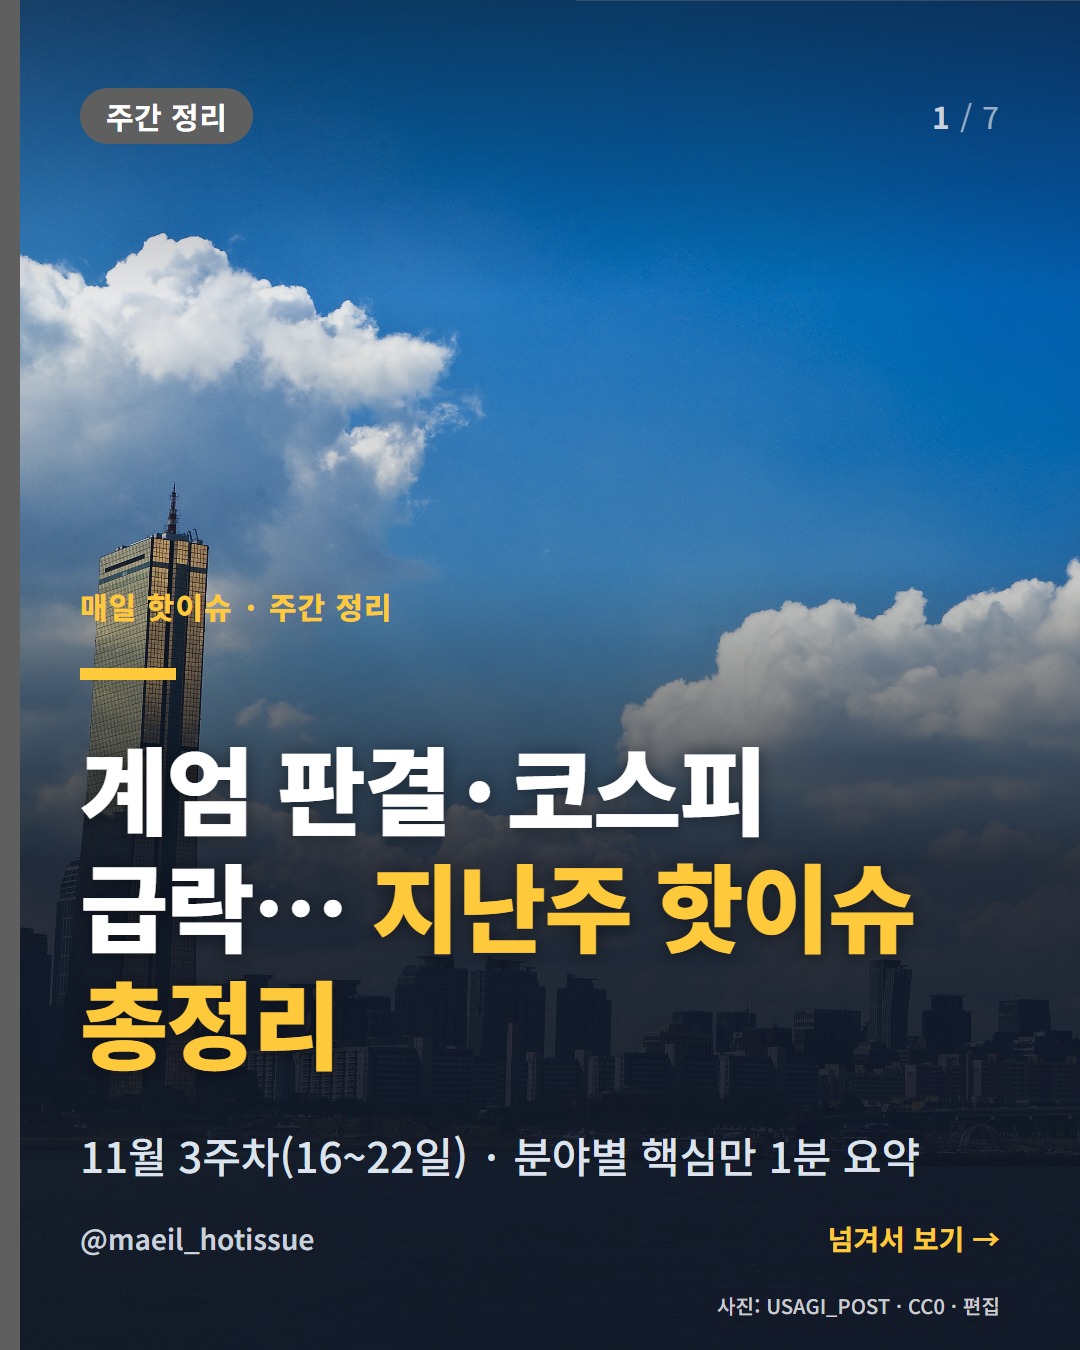 주간 정리
1 / 7
매일 핫이슈 · 주간 정리
계엄 판결·코스피
급락… 지난주 핫이슈
총정리
11월 3주차(16~22일) · 분야별 핵심만 1분 요약
@maeil_hotissue
넘겨서 보기 →
사진: USAGI_POST · CC0 · 편집